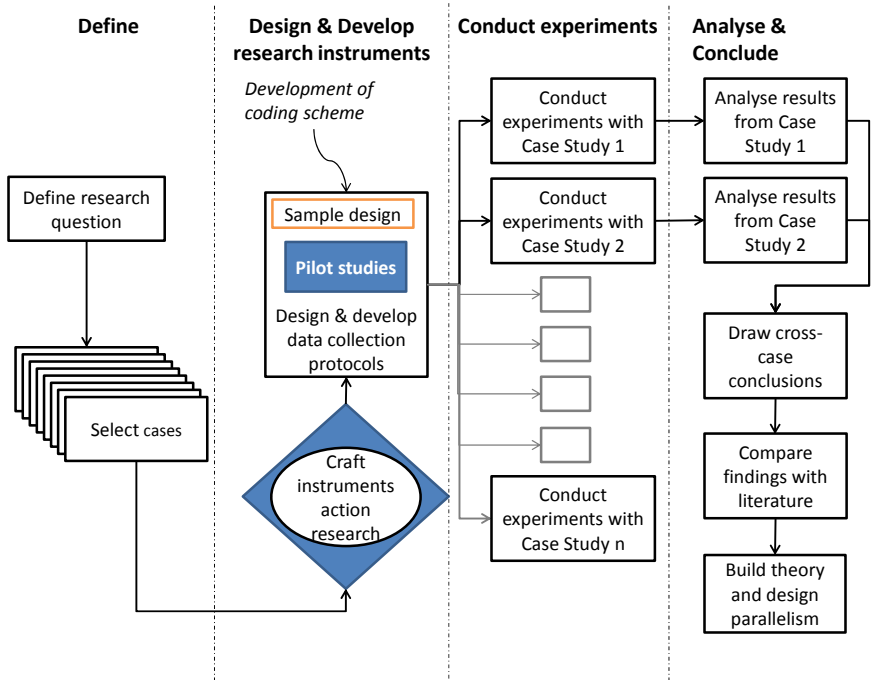 Define
Design & Develop
research instruments
Conduct experiments
Analyse &
Conclude
Development of
coding scheme
Define research
question
Select cases
Sample design
Pilot studies
Design & develop
data collection
protocols
Craft
instruments
action
research
Conduct
experiments with
Case Study 1
Conduct
experiments with
Case Study 2
Conduct
experiments with
Case Study n
Analyse results
from Case
Study 1
Analyse results
from Case
Study 2
Draw cross-
case
conclusions
Compare
findings with
literature
Build theory
and design
parallelism